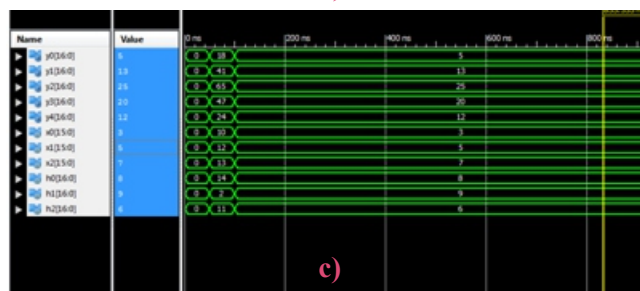 Name Value 0 ns 200 ns 400 ns 600 ns 800 ns
y0[16:0] 5 0 18 5
y1[16:0] 13 0 41 13
y2[16:0] 25 0 65 25
y3[16:0] 20 0 47 20
y4[16:0] 12 0 24 12
x0[15:0] 3 0 10 3
x1[15:0] 5 0 12 5
x2[15:0] 7 0 13 7
h0[16:0] 8 0 14 8
h1[16:0] 9 0 2 9
h2[16:0] 6 0 11 6
c)